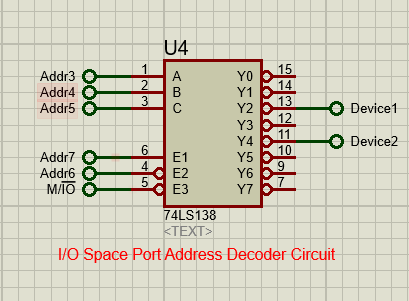 U4
Addr3 1 A Y0 15
Addr4 2 B Y1 14
Addr5 3 C Y2 13 Device1
Y3 12
Y4 11 Device2
Addr7 6 E1 Y5 10
Addr6 4 E2 Y6 9
M/I̅O̅ 5 E3 Y7 7
74LS138
<TEXT>
I/O Space Port Address Decoder Circuit